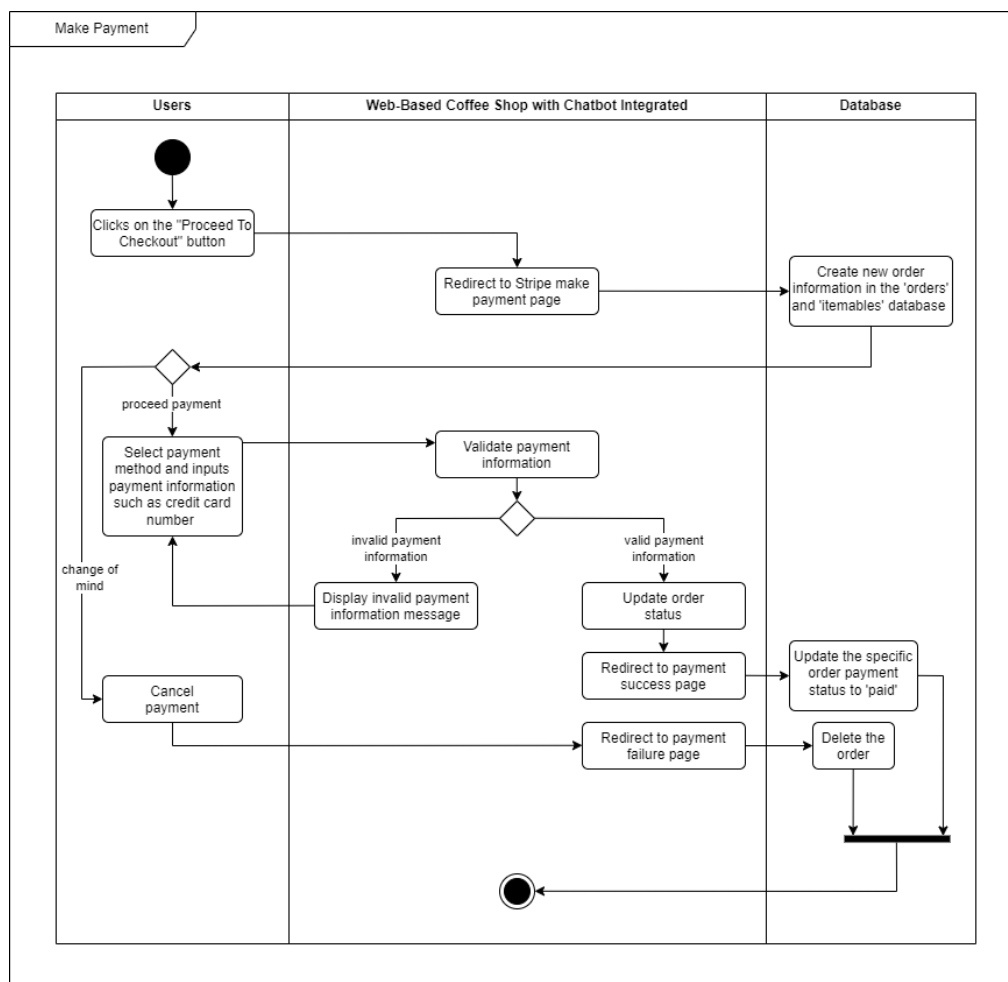 Make Payment
Users
Web-Based Coffee Shop with Chatbot Integrated
Database
Clicks on the "Proceed To
Checkout" button
Redirect to Stripe make
payment page
Create new order
information in the 'orders'
and 'itemables' database
proceed payment
Select payment
method and inputs
payment information
such as credit card
number
Validate payment
information
invalid payment
information
valid payment
information
change of
mind
Display invalid payment
information message
Update order
status
Redirect to payment
success page
Update the specific
order payment
status to 'paid'
Cancel
payment
Redirect to payment
failure page
Delete the
order